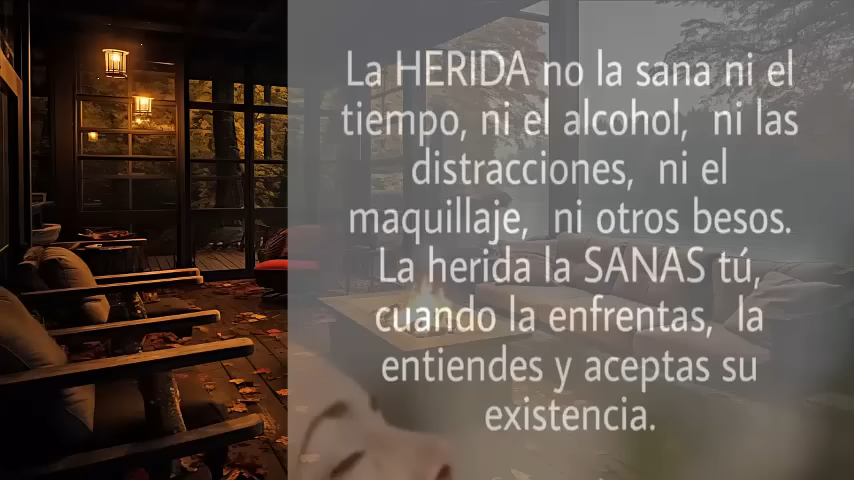 La HERIDA no la sana ni el
tiempo, ni el alcohol, ni las
distracciones, ni el
maquillaje, ni otros besos.
La herida la SANAS tú,
cuando la enfrentas, la
entiendes y aceptas su
existencia.